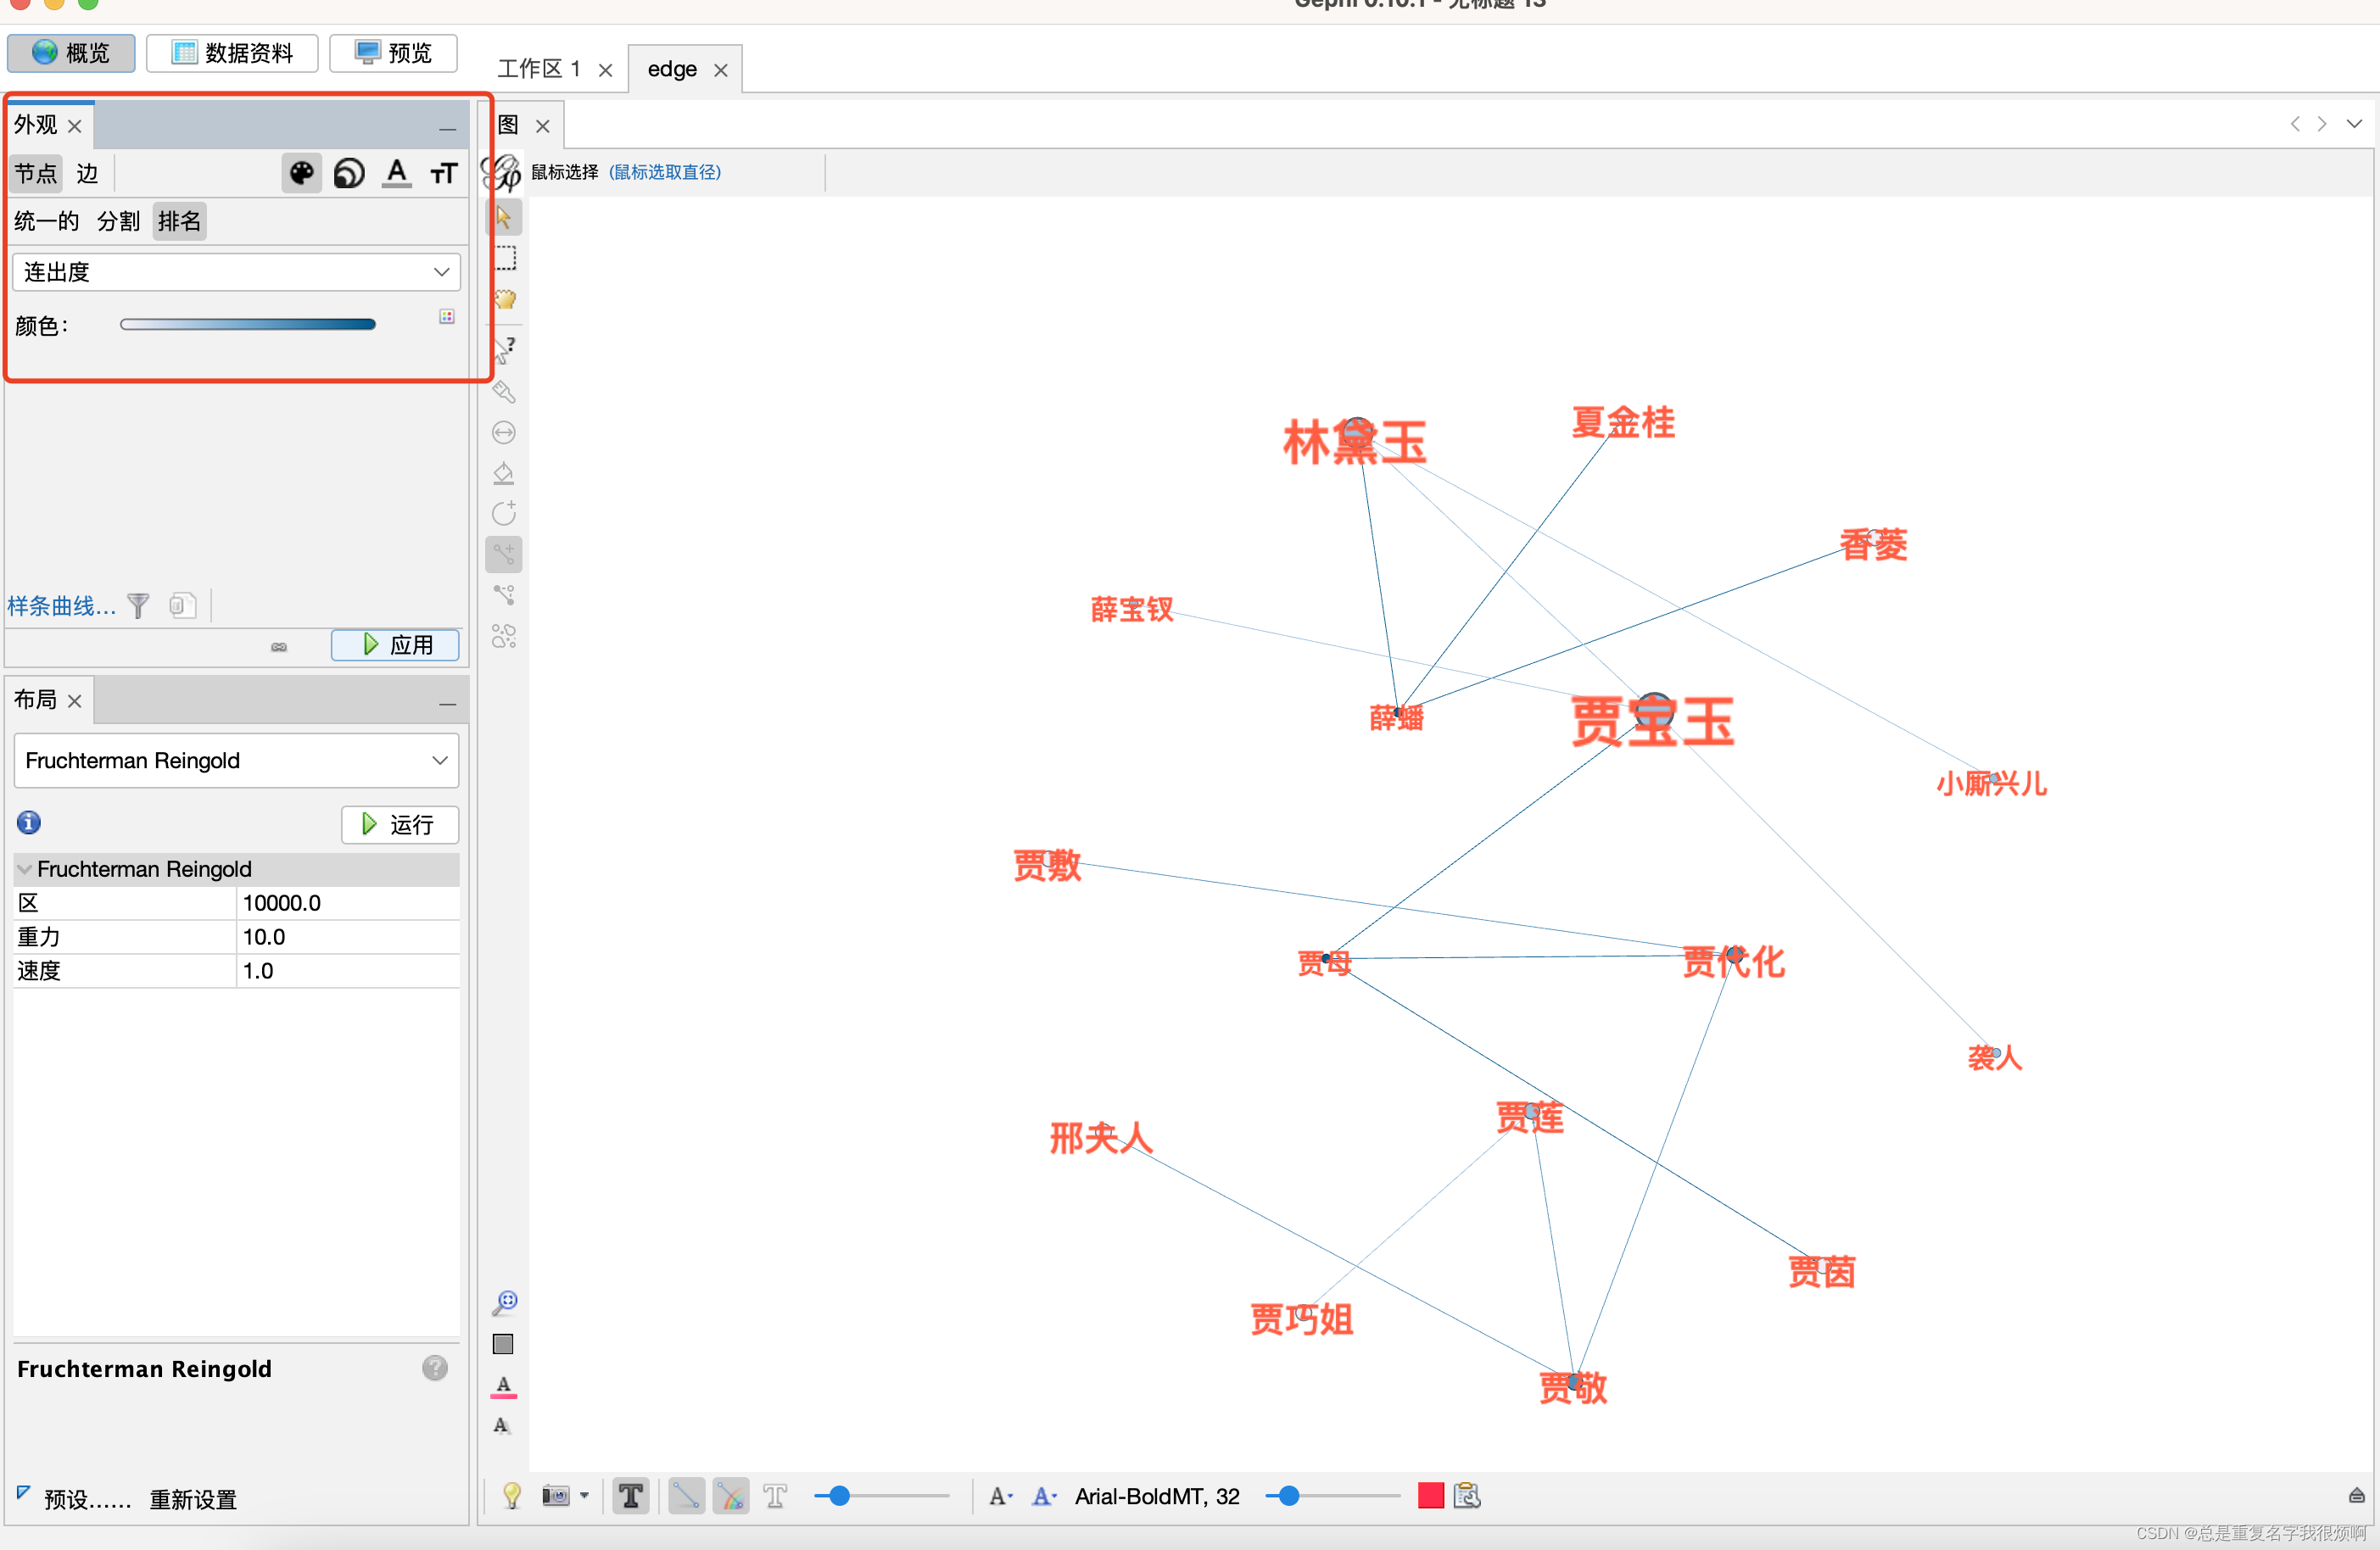 Gephi 0.10.1 - 无标题 13
概览 数据资料 预览
工作区 1 edge
外观
节点 边
统一的 分割 排名
连出度
颜色:
样条曲线...
应用
布局
Fruchterman Reingold
运行
Fruchterman Reingold
区 10000.0
重力 10.0
速度 1.0
Fruchterman Reingold
预设...... 重新设置
图
鼠标选择 (鼠标选取直径)
林黛玉
夏金桂
香菱
薛宝钗
薛蟠
贾宝玉
小厮兴儿
贾敷
贾母
贾代化
袭人
贾莲
邢夫人
贾茵
贾巧姐
贾敬
Arial-BoldMT, 32
CSDN @总是重复名字我很烦啊